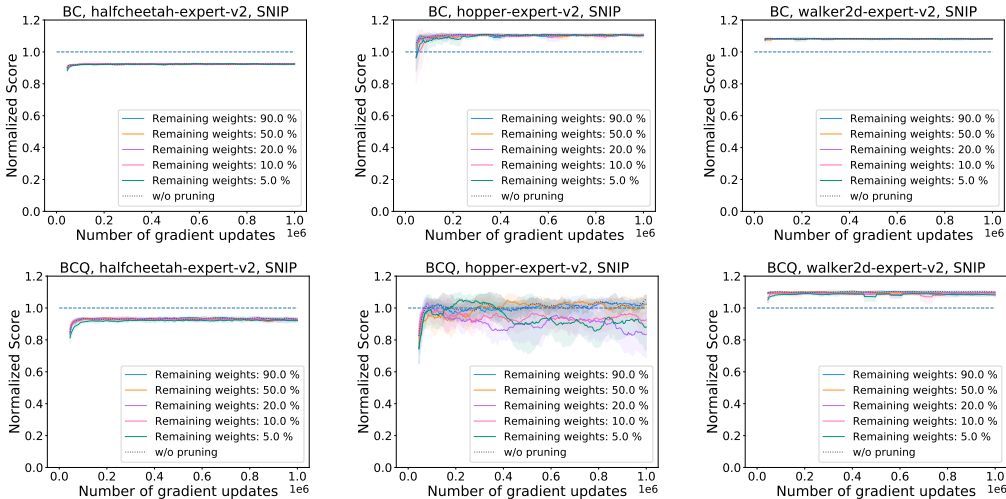 BC, halfcheetah-expert-v2, SNIP
Normalized Score
1.2
1.0
0.8
0.6
0.4
0.2
0.0
Remaining weights: 90.0 %
Remaining weights: 50.0 %
Remaining weights: 20.0 %
Remaining weights: 10.0 %
Remaining weights: 5.0 %
w/o pruning
0.0 0.2 0.4 0.6 0.8 1.0
1e6
Number of gradient updates
BC, hopper-expert-v2, SNIP
Normalized Score
1.2
1.0
0.8
0.6
0.4
0.2
0.0
Remaining weights: 90.0 %
Remaining weights: 50.0 %
Remaining weights: 20.0 %
Remaining weights: 10.0 %
Remaining weights: 5.0 %
w/o pruning
0.0 0.2 0.4 0.6 0.8 1.0
1e6
Number of gradient updates
BC, walker2d-expert-v2, SNIP
Normalized Score
1.2
1.0
0.8
0.6
0.4
0.2
0.0
Remaining weights: 90.0 %
Remaining weights: 50.0 %
Remaining weights: 20.0 %
Remaining weights: 10.0 %
Remaining weights: 5.0 %
w/o pruning
0.0 0.2 0.4 0.6 0.8 1.0
1e6
Number of gradient updates
BCQ, halfcheetah-expert-v2, SNIP
Normalized Score
1.2
1.0
0.8
0.6
0.4
0.2
0.0
Remaining weights: 90.0 %
Remaining weights: 50.0 %
Remaining weights: 20.0 %
Remaining weights: 10.0 %
Remaining weights: 5.0 %
w/o pruning
0.0 0.2 0.4 0.6 0.8 1.0
1e6
Number of gradient updates
BCQ, hopper-expert-v2, SNIP
Normalized Score
1.2
1.0
0.8
0.6
0.4
0.2
0.0
Remaining weights: 90.0 %
Remaining weights: 50.0 %
Remaining weights: 20.0 %
Remaining weights: 10.0 %
Remaining weights: 5.0 %
w/o pruning
0.0 0.2 0.4 0.6 0.8 1.0
1e6
Number of gradient updates
BCQ, walker2d-expert-v2, SNIP
Normalized Score
1.2
1.0
0.8
0.6
0.4
0.2
0.0
Remaining weights: 90.0 %
Remaining weights: 50.0 %
Remaining weights: 20.0 %
Remaining weights: 10.0 %
Remaining weights: 5.0 %
w/o pruning
0.0 0.2 0.4 0.6 0.8 1.0
1e6
Number of gradient updates